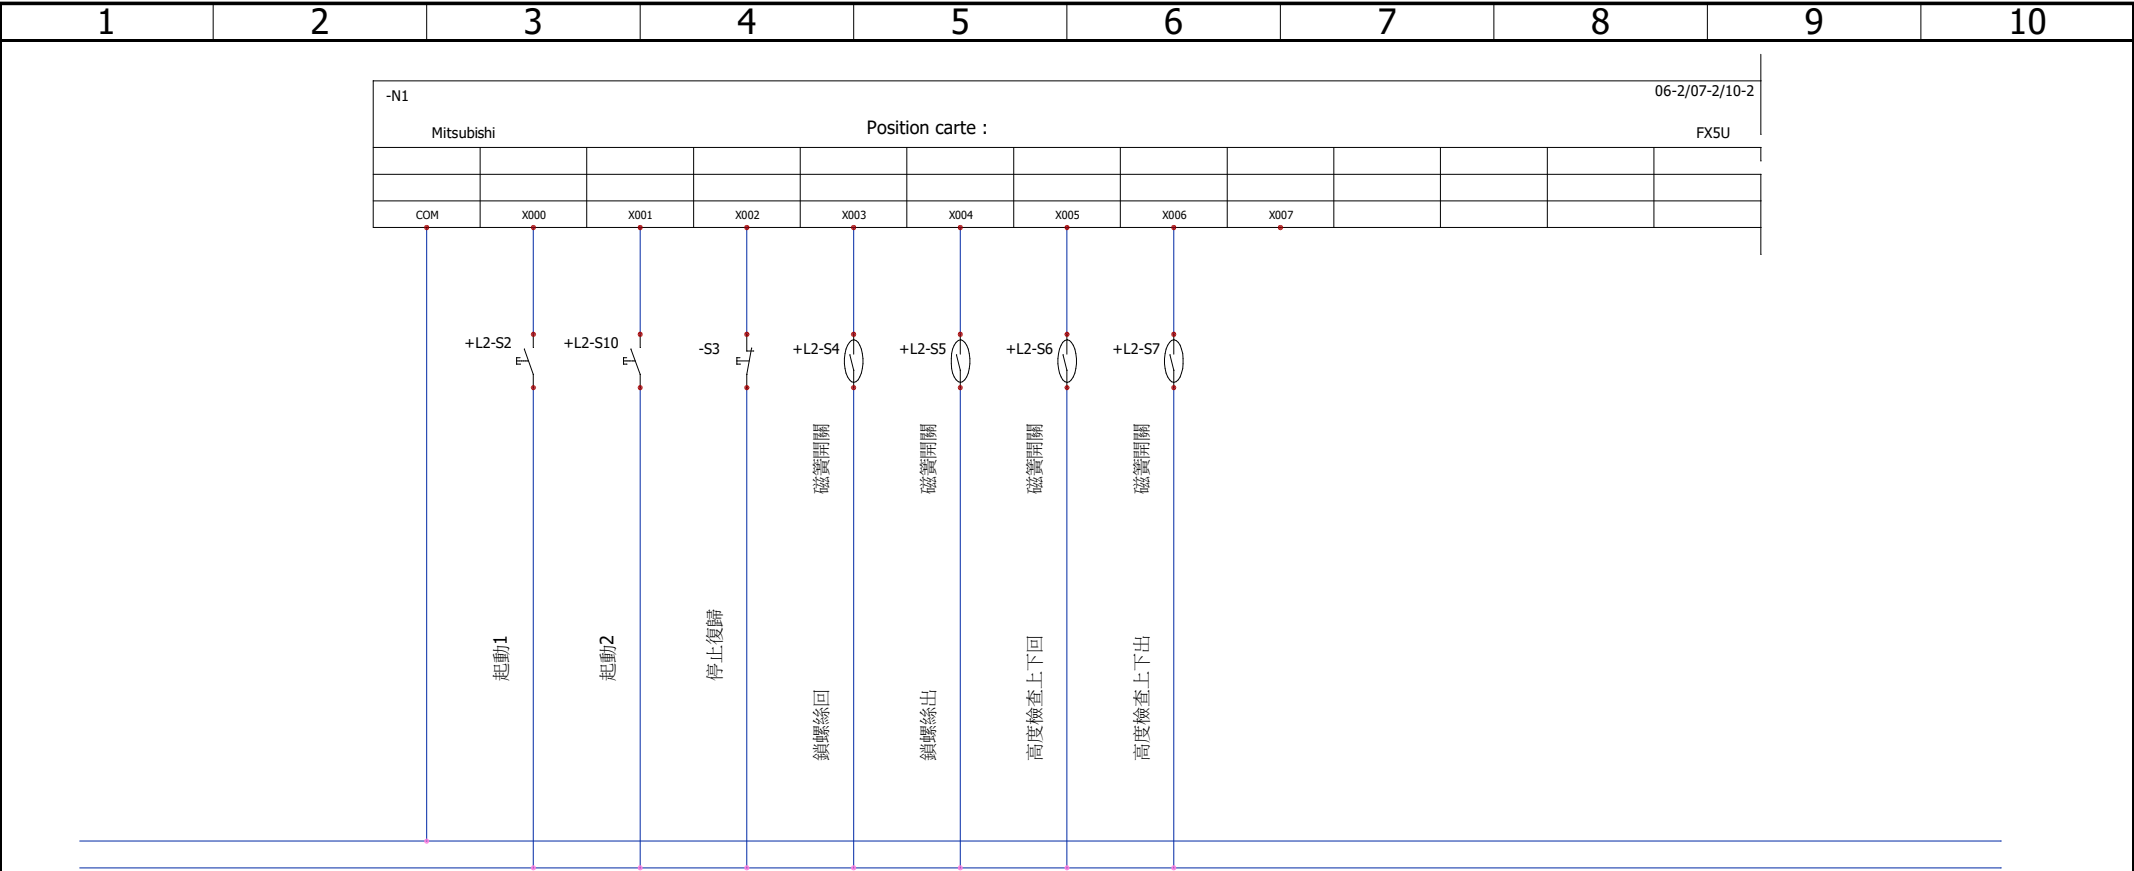 1 2 3 4 5 6 7 8 9 10
-N1 06-2/07-2/10-2
Mitsubishi Position carte : FX5U
COM X000 X001 X002 X003 X004 X005 X006 X007
+L2-S2 +L2-S10 -S3 +L2-S4 +L2-S5 +L2-S6 +L2-S7
磁簧開關
磁簧開關
磁簧開關
磁簧開關
起動1
起動2
停止復歸
鎖螺絲回
鎖螺絲出
高度檢查上下回
高度檢查上下出